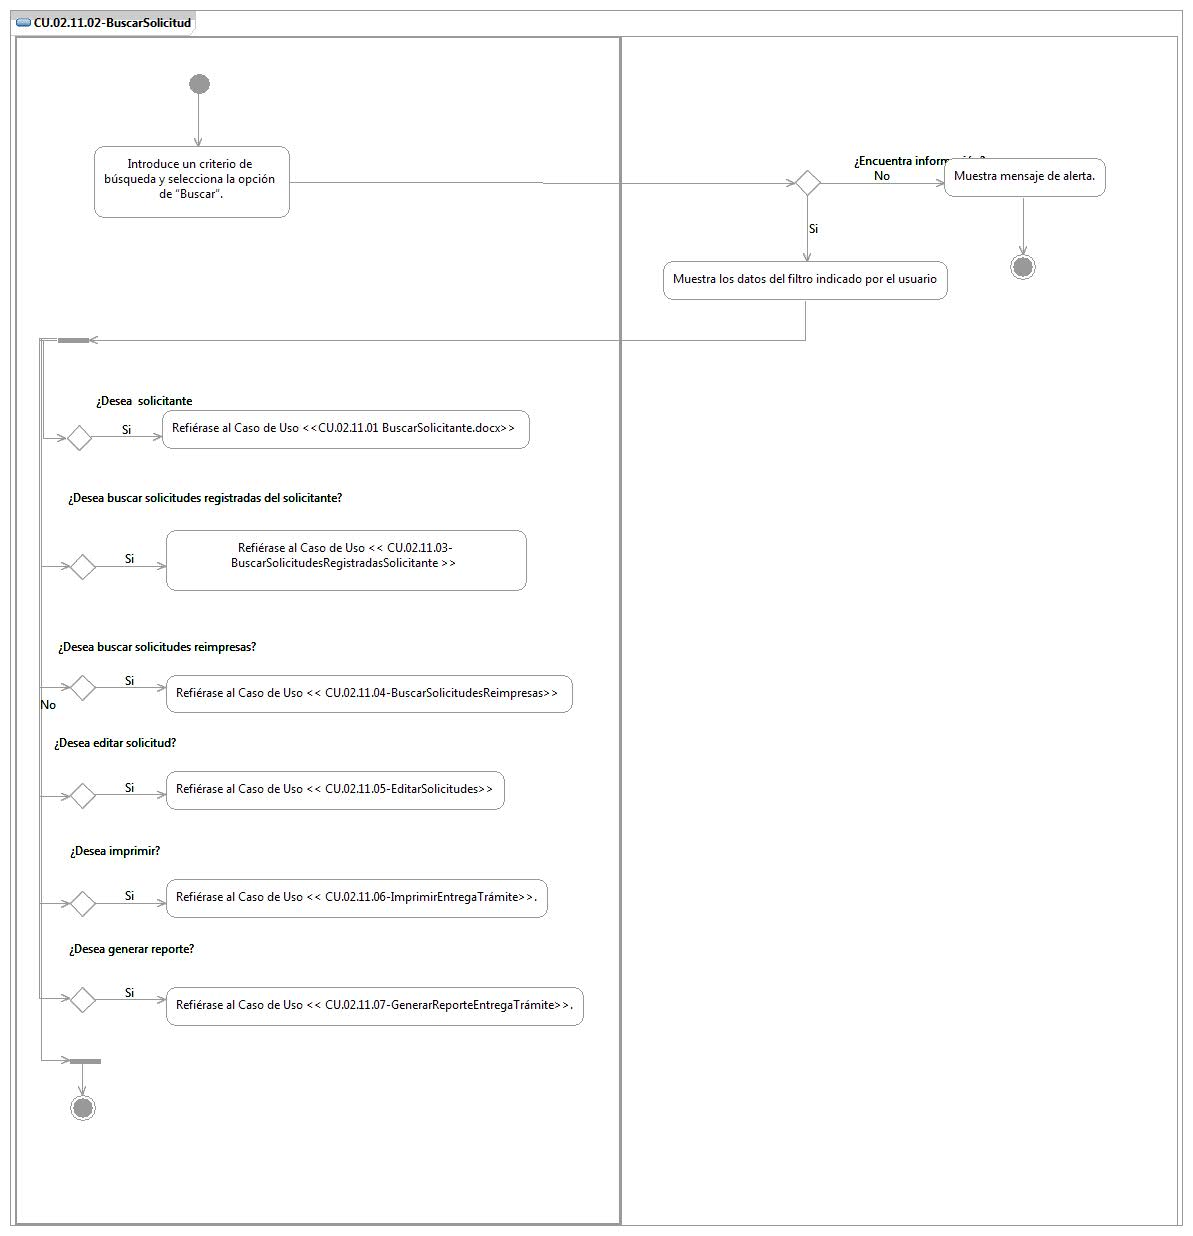 CU.02.11.02-BuscarSolicitud
Introduce un criterio de
búsqueda y selecciona la opción
de “Buscar”.
¿Encuentra
No
Muestra mensaje de alerta.
Si
Muestra los datos del filtro indicado por el usuario
¿Desea solicitante
Si
Refiérase al Caso de Uso <<CU.02.11.01 BuscarSolicitante.docx>>
¿Desea buscar solicitudes registradas del solicitante?
Si
Refiérase al Caso de Uso << CU.02.11.03-
BuscarSolicitudesRegistradasSolicitante >>
¿Desea buscar solicitudes reimpresas?
Si
Refiérase al Caso de Uso << CU.02.11.04-BuscarSolicitudesReimpresas>>
No
¿Desea editar solicitud?
Si
Refiérase al Caso de Uso << CU.02.11.05-EditarSolicitudes>>
¿Desea imprimir?
Si
Refiérase al Caso de Uso << CU.02.11.06-ImprimirEntregaTrámite>>.
¿Desea generar reporte?
Si
Refiérase al Caso de Uso << CU.02.11.07-GenerarReporteEntregaTrámite>>.